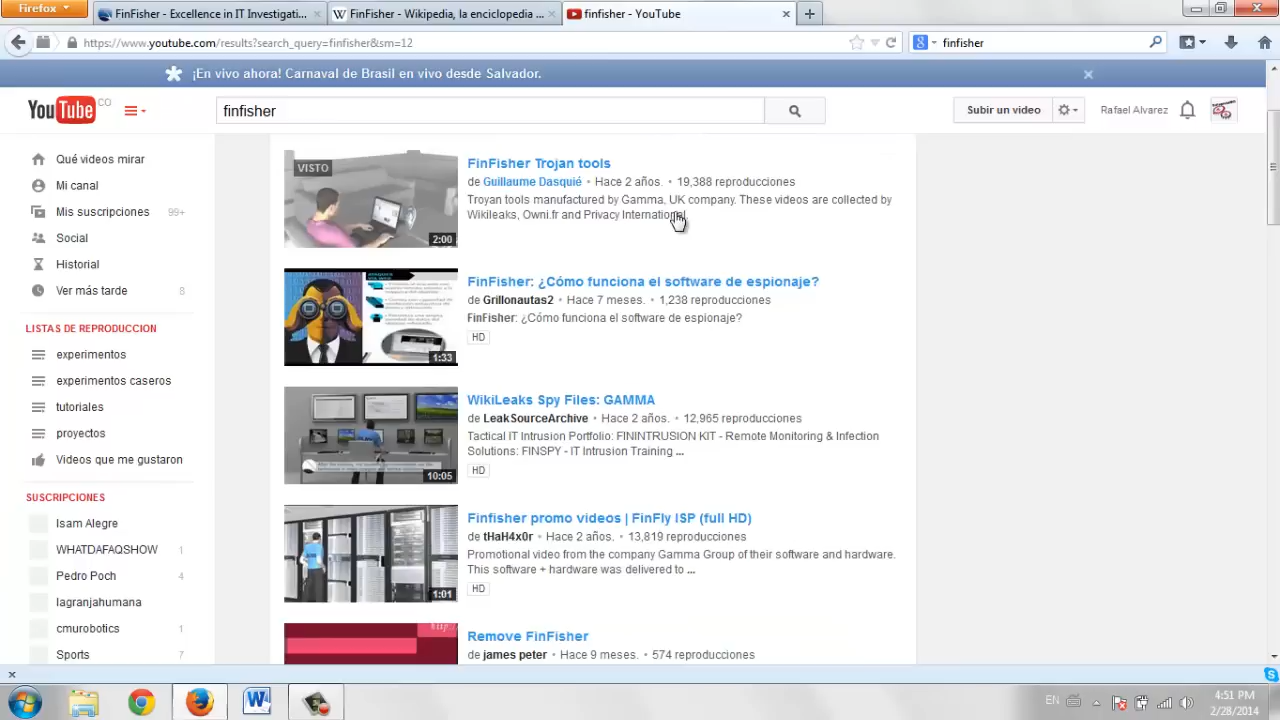 Firefox
FinFisher - Excellence in IT Investigati...
FinFisher - Wikipedia, la enciclopedia ...
finfisher - YouTube
https://www.youtube.com/results?search_query=finfisher&sm=12
finfisher
¡En vivo ahora! Carnaval de Brasil en vivo desde Salvador.
YouTube CO
finfisher
Subir un video
Rafael Alvarez
Qué videos mirar
Mi canal
Mis suscripciones 99+
Social
Historial
Ver más tarde 8
LISTAS DE REPRODUCCION
experimentos
experimentos caseros
tutoriales
proyectos
Videos que me gustaron
SUSCRIPCIONES
Isam Alegre
WHATDAFAQSHOW 1
Pedro Poch 4
lagranjahumana
cmurobotics 1
Sports 7
VISTO
2:00
FinFisher Trojan tools
de Guillaume Dasquié • Hace 2 años. • 19,388 reproducciones
Troyan tools manufactured by Gamma, UK company. These videos are collected by
Wikileaks, Owni.fr and Privacy International
1:33
FinFisher: ¿Cómo funciona el software de espionaje?
de Grillonautas2 • Hace 7 meses. • 1,238 reproducciones
FinFisher: ¿Cómo funciona el software de espionaje?
HD
10:05
WikiLeaks Spy Files: GAMMA
de LeakSourceArchive • Hace 2 años. • 12,965 reproducciones
Tactical IT Intrusion Portfolio: FININTRUSION KIT - Remote Monitoring & Infection
Solutions: FINSPY - IT Intrusion Training ...
HD
1:01
Finfisher promo videos | FinFly ISP (full HD)
de tHaH4x0r • Hace 2 años. • 13,819 reproducciones
Promotional video from the company Gamma Group of their software and hardware.
This software + hardware was delivered to ...
HD
Remove FinFisher
de james peter • Hace 9 meses. • 574 reproducciones
EN
4:51 PM
2/28/2014